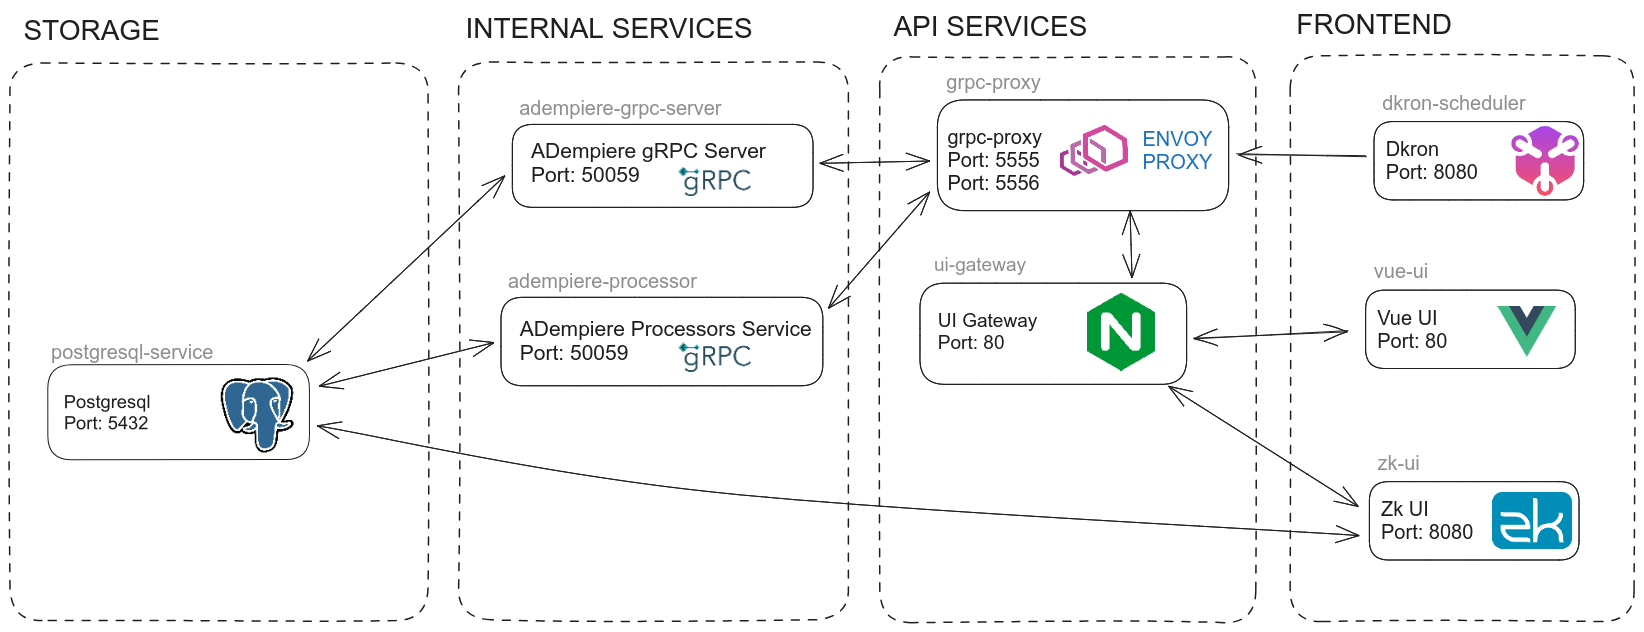 STORAGE
postgresql-service
Postgresql
Port: 5432
INTERNAL SERVICES
adempiere-grpc-server
ADempiere gRPC Server
Port: 50059
gRPC
adempiere-processor
ADempiere Processors Service
Port: 50059
gRPC
API SERVICES
grpc-proxy
grpc-proxy
Port: 5555
Port: 5556
ENVOY
PROXY
ui-gateway
UI Gateway
Port: 80
N
FRONTEND
dkron-scheduler
Dkron
Port: 8080
vue-ui
Vue UI
Port: 80
zk-ui
Zk UI
Port: 8080
zk